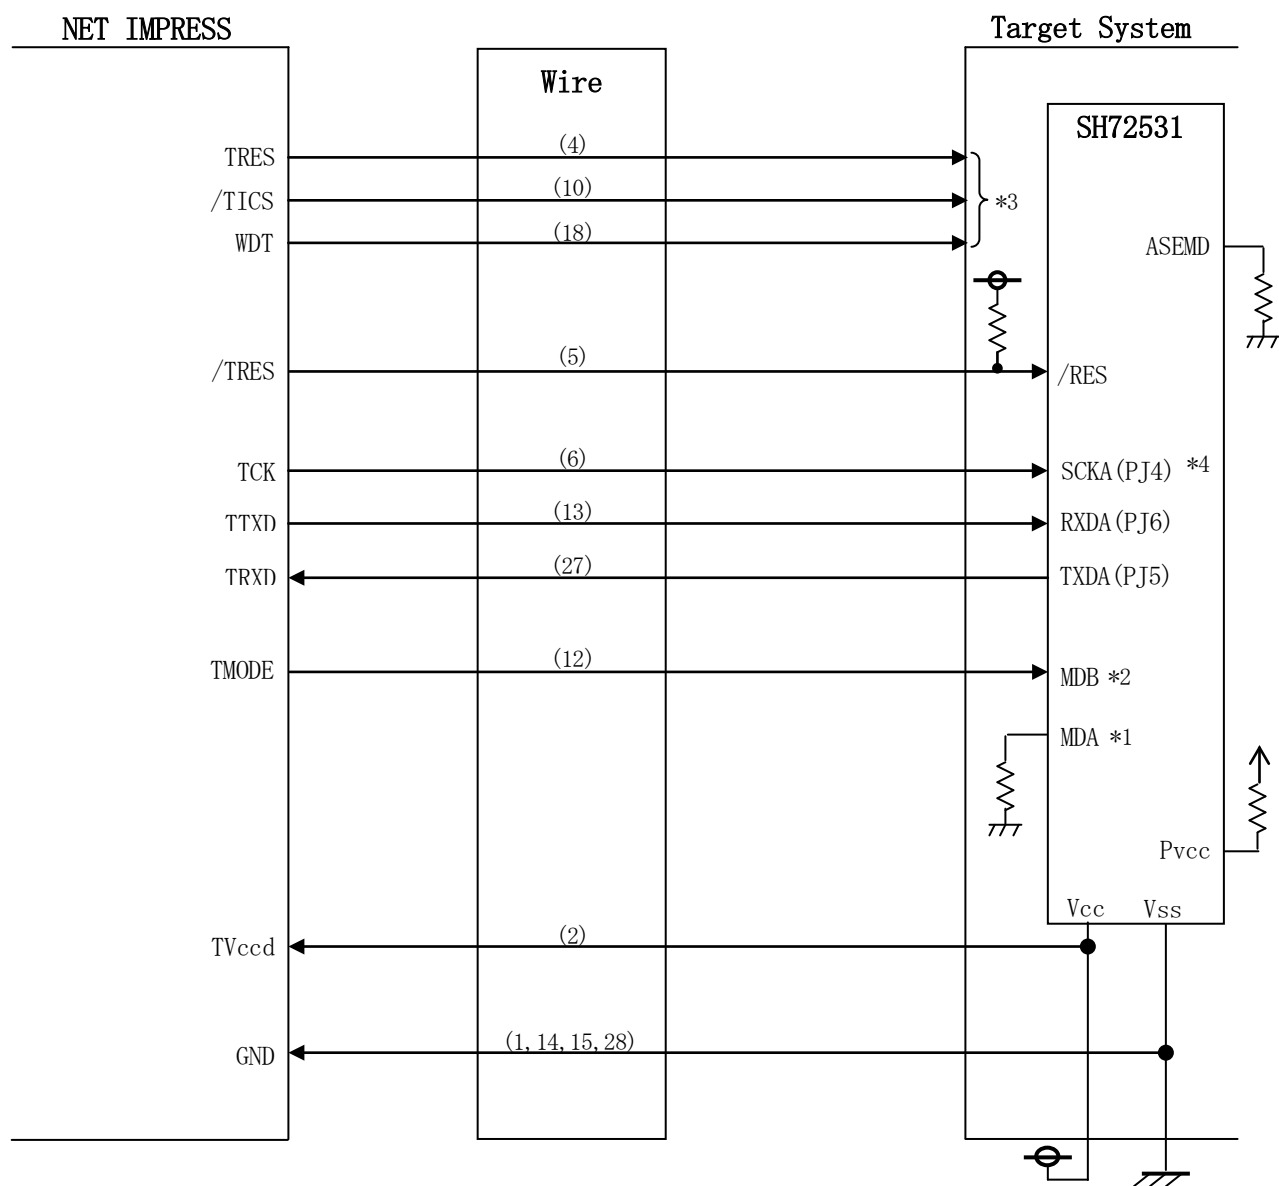 NET IMPRESS
Target System
Wire
SH72531
TRES
(4)
/TICS
(10)
*3
WDT
(18)
ASEMD
/TRES
(5)
/RES
TCK
(6)
SCKA(PJ4) *4
TTXD
(13)
RXDA(PJ6)
TRXD
(27)
TXDA(PJ5)
TMODE
(12)
MDB *2
MDA *1
Pvcc
Vcc
Vss
TVccd
(2)
GND
(1,14,15,28)